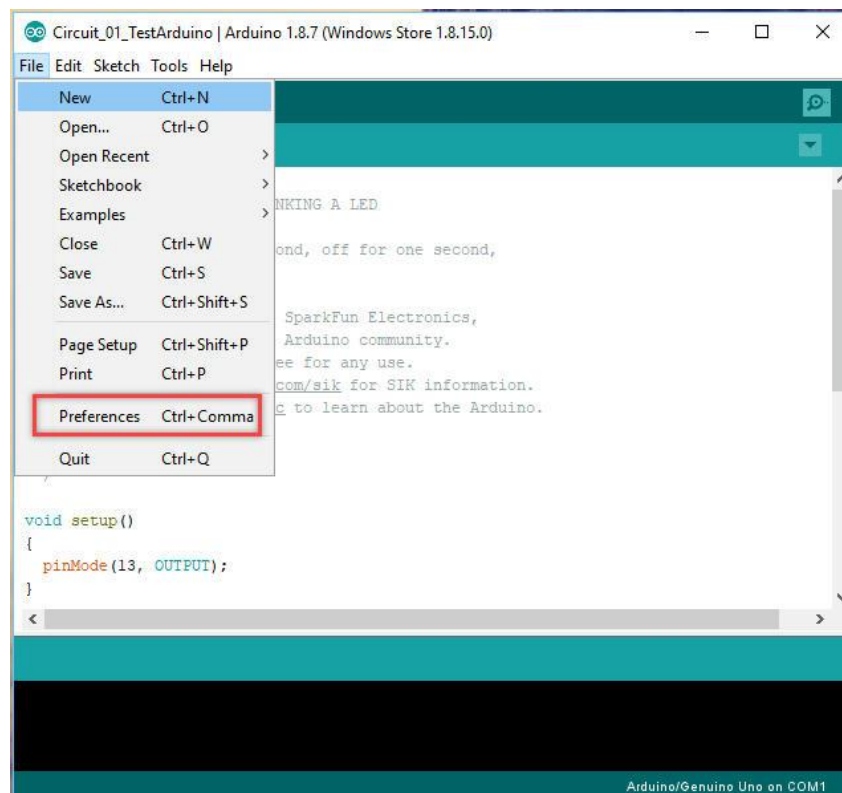 Circuit_01_TestArduino | Arduino 1.8.7 (Windows Store 1.8.15.0)
File Edit Sketch Tools Help
New Ctrl+N
Open... Ctrl+O
Open Recent
Sketchbook
Examples
Close Ctrl+W
Save Ctrl+S
Save As... Ctrl+Shift+S
Page Setup Ctrl+Shift+P
Print Ctrl+P
Preferences Ctrl+Comma
Quit Ctrl+Q
NKING A LED
ond, off for one second,
SparkFun Electronics,
Arduino community.
ee for any use.
com/sik for SIK information.
c to learn about the Arduino.
void setup()
{
pinMode(13, OUTPUT);
}
Arduino/Genuino Uno on COM1